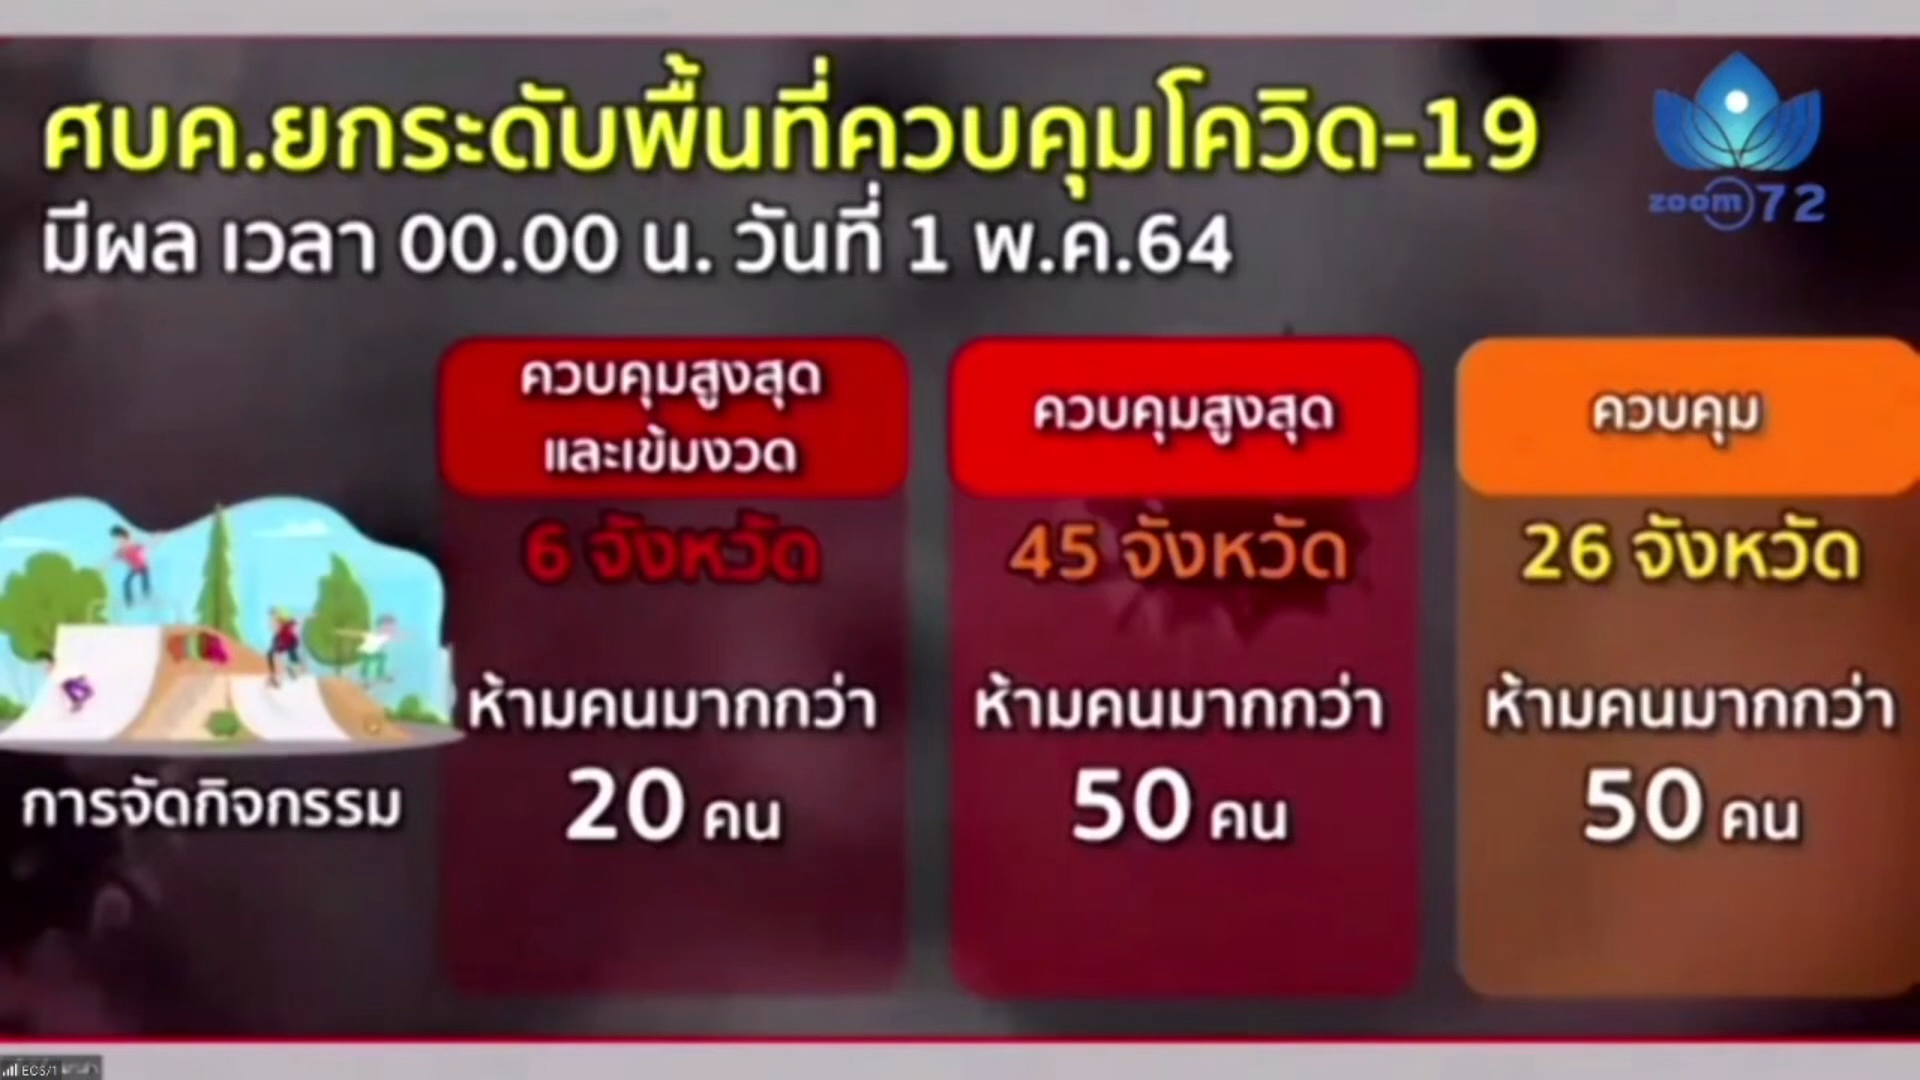 ศบค.ยกระดับพื้นที่ควบคุมโควิด-19
มีผล เวลา 00.00 น. วันที่ 1 พ.ค.64
zoom72
ควบคุมสูงสุด
และเข้มงวด
6 จังหวัด
ห้ามคนมากกว่า
20 คน
ควบคุมสูงสุด
45 จังหวัด
ห้ามคนมากกว่า
50 คน
ควบคุม
26 จังหวัด
ห้ามคนมากกว่า
50 คน
การจัดกิจกรรม